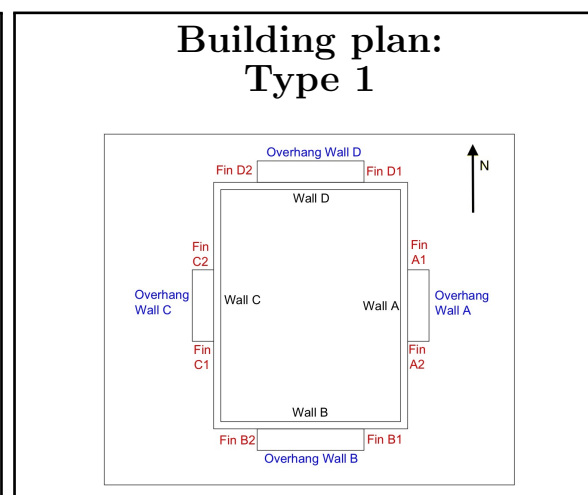 Building plan:
Type 1
Overhang Wall D
N
Fin D2
Fin D1
Wall D
Fin
C2
Fin
A1
Overhang
Wall C
Wall C
Wall A
Overhang
Wall A
Fin
C1
Fin
A2
Wall B
Fin B2
Fin B1
Overhang Wall B